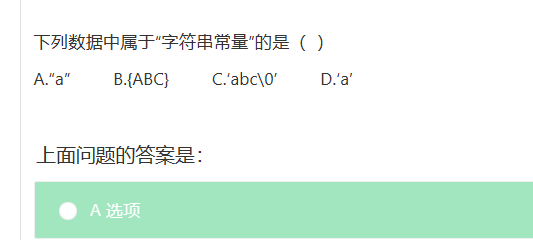 下列数据中属于“字符串常量”的是（  ）
A.“a”  B.{ABC}  C.‘abc\0’  D.‘a’
上面问题的答案是：
A 选项